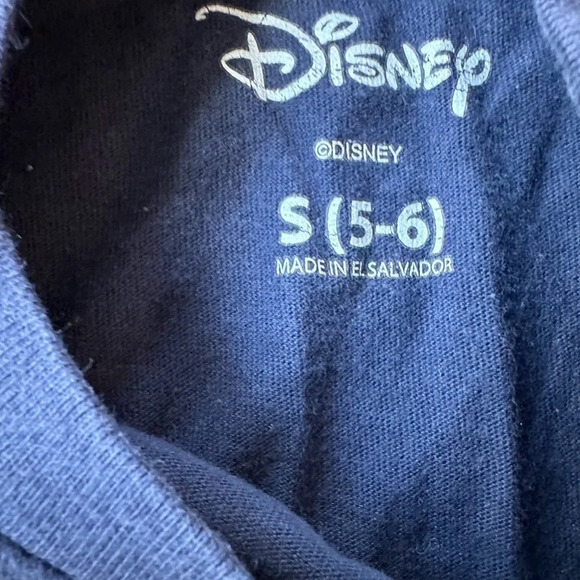 Disney
©DISNEY
S (5-6)
MADE IN EL SALVADOR